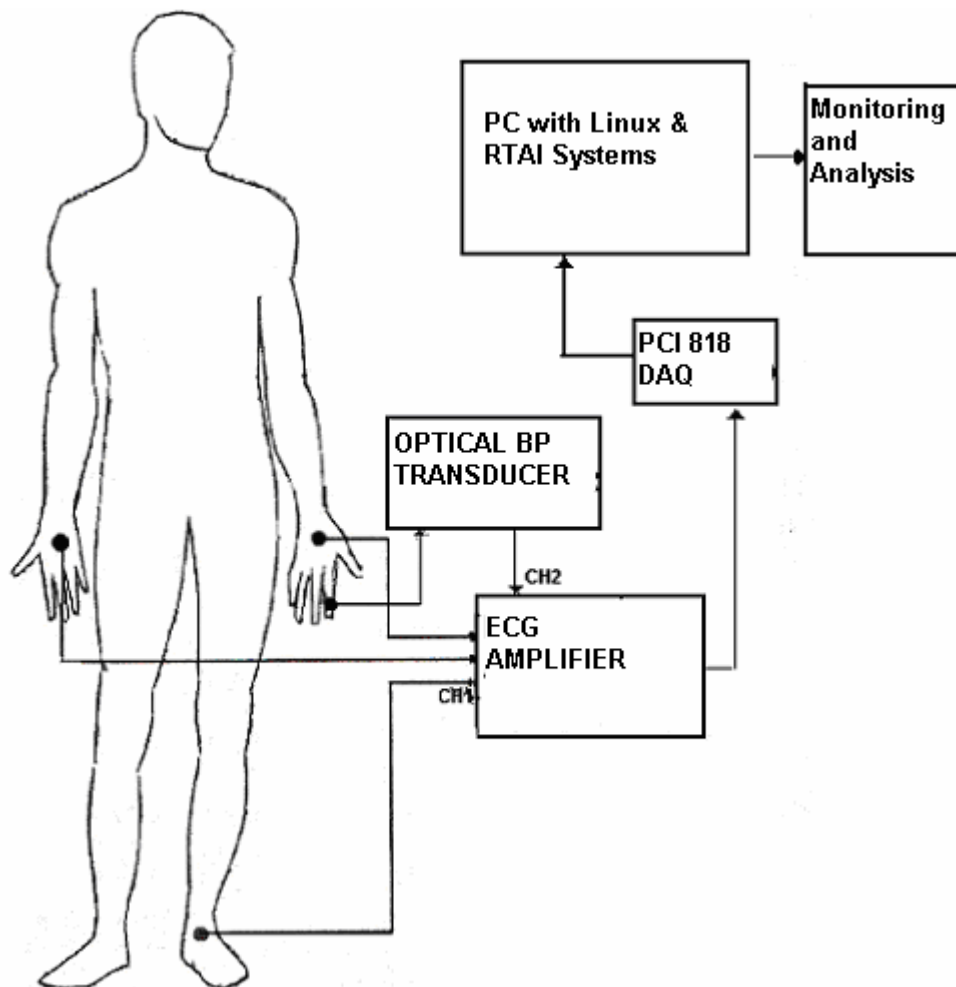 PC with Linux &
RTAI Systems
Monitoring
and
Analysis
PCI 818
DAQ
OPTICAL BP
TRANSDUCER
CH2
ECG
AMPLIFIER
CH1